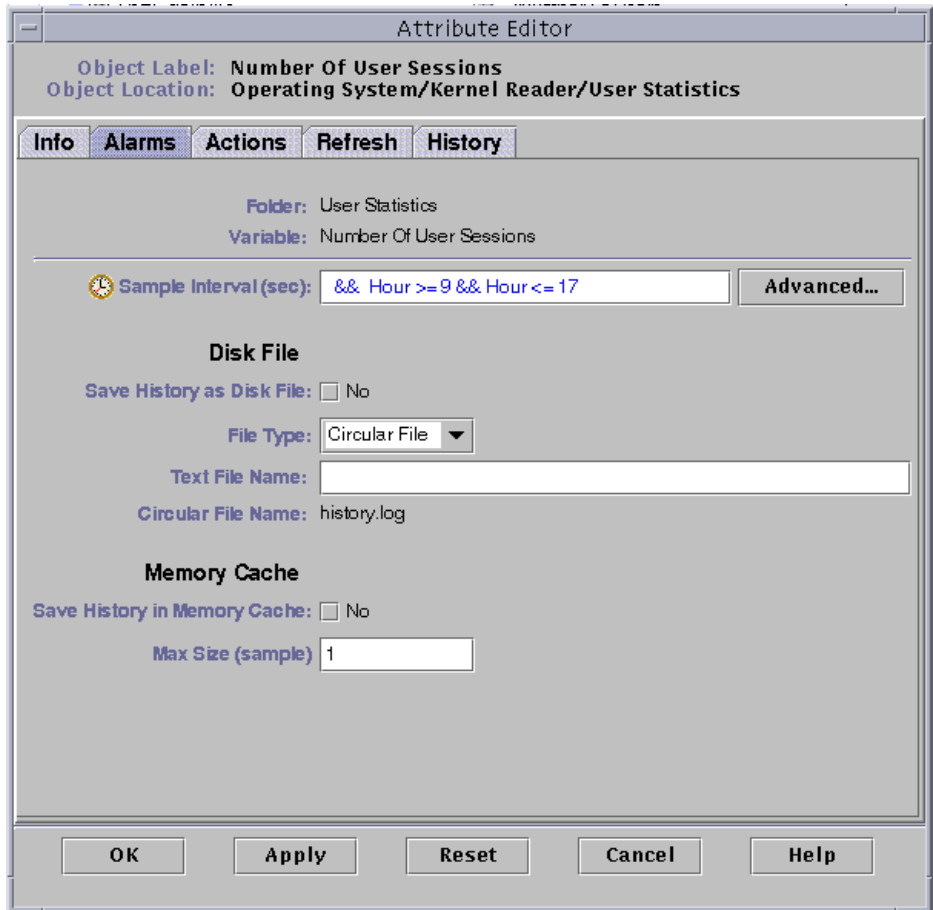 Attribute Editor
Object Label: Number Of User Sessions
Object Location: Operating System/Kernel Reader/User Statistics
Info Alarms Actions Refresh History
Folder: User Statistics
Variable: Number Of User Sessions
Sample Interval (sec): && Hour >= 9 && Hour <= 17 Advanced...
Disk File
Save History as Disk File: No
File Type: Circular File
Text File Name:
Circular File Name: history.log
Memory Cache
Save History in Memory Cache: No
Max Size (sample) 1
OK Apply Reset Cancel Help